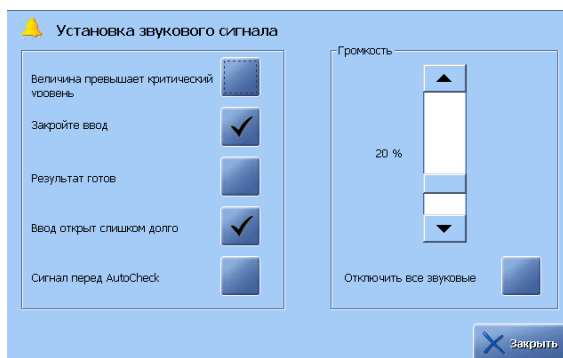 Установка звукового сигнала
Громкость
Величина превышает критический
уровень
Закройте ввод
20 %
Результат готов
Ввод открыт слишком долго
Сигнал перед AutoCheck
Отключить все звуковые
Закрыть